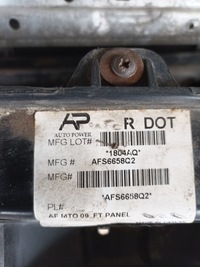 AP R DOT
AUTO POWER
MFG LOT#
*1804AQ*
MFG # AFS6658Q2
MFG#
*AFS6658Q2*
PL#
AF MTO 09 FT PANEL